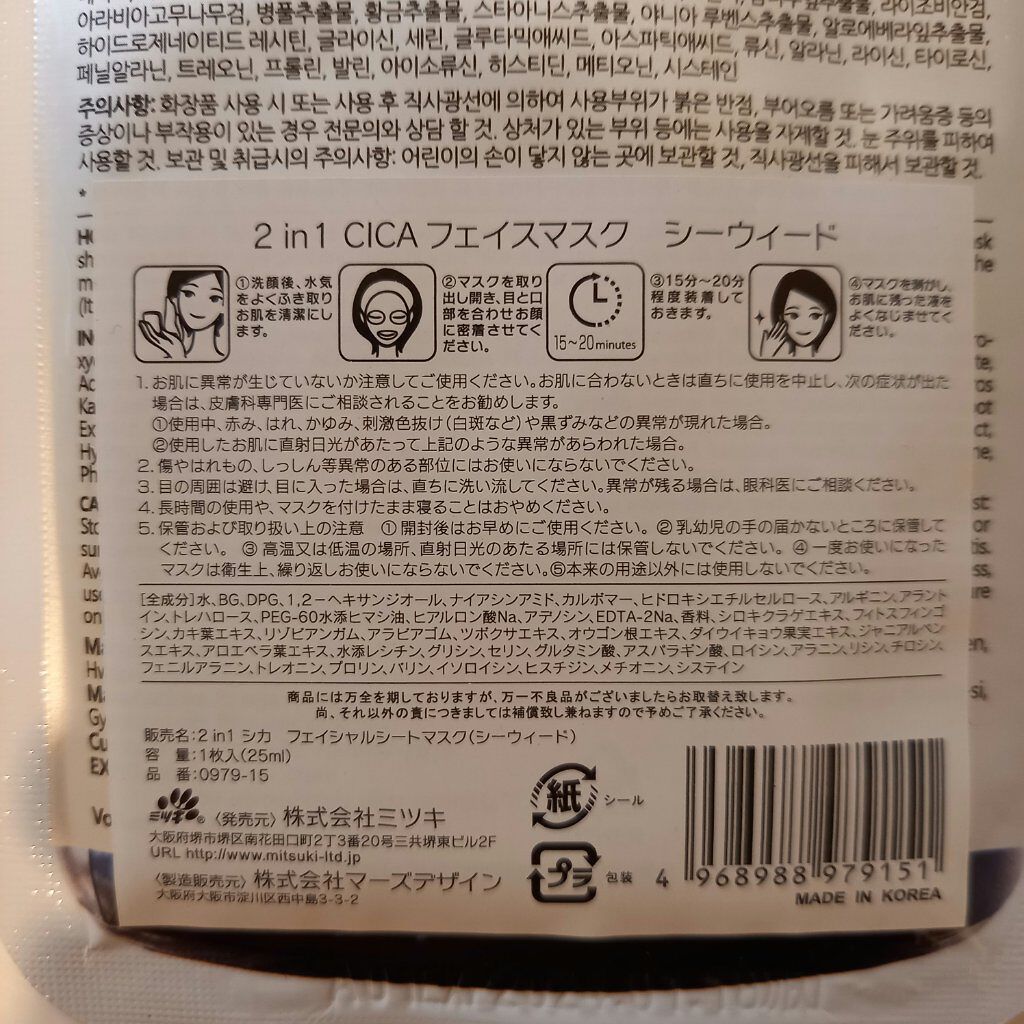 아라비아고무나무검, 병풀추출물, 황금추출물, 스타아니스추출물, 야니아 루벤스추출물, 알로에베라잎추출물,
하이드로제네이티드 레시틴, 글라이신, 세린, 글루타믹애씨드, 아스파틱애씨드, 류신, 알라닌, 라이신, 타이로신,
페닐알라닌, 트레오닌, 프롤린, 발린, 아이소류신, 히스티딘, 메티오닌, 시스테인
주의사항: 화장품 사용 시 또는 사용 후 직사광선에 의하여 사용부위가 붉은 반점, 부어오름 또는 가려움증 등의
증상이나 부작용이 있는 경우 전문의와 상담 할 것. 상처가 있는 부위 등에는 사용을 자제할 것. 눈 주위를 피하여
사용할 것. 보관 및 취급시의 주의사항: 어린이의 손이 닿지 않는 곳에 보관할 것, 직사광선을 피해서 보관할 것.
2 in1 CICA フェイスマスク シーウィード
①洗顔後、水気
をよくふき取り
お肌を清潔にし
ます。
②マスクを取り
出し開き、目と口
部を合わせお顔
に密着させてく
ださい。
15~20minutes
③15分~20分
程度装着して
おきます。
④マスクを剥がし、
お肌に残った液を
よくなじませてく
ださい。
1. お肌に異常が生じていないか注意してご使用ください。お肌に合わないときは直ちに使用を中止し、次の症状が出た
場合は、皮膚科専門医にご相談されることをお勧めします。
①使用中、赤み、はれ、かゆみ、刺激色抜け(白斑など)や黒ずみなどの異常が現れた場合。
②使用したお肌に直射日光があたって上記のような異常があらわれた場合。
2. 傷やはれもの、しっしん等異常のある部位にはお使いにならないでください。
3. 目の周囲は避け、目に入った場合は、直ちに洗い流してください。異常が残る場合は、眼科医にご相談ください。
4. 長時間の使用や、マスクを付けたまま寝ることはおやめください。
5. 保管および取り扱い上の注意 ①開封後はお早めにご使用ください。②乳幼児の手の届かないところに保管して
ください。③高温又は低温の場所、直射日光のあたる場所には保管しないでください。④一度お使いになった
マスクは衛生上、繰り返しお使いにならないでください。⑤本来の用途以外には使用しないでください。
[全成分]水、BG、DPG、1,2-ヘキサンジオール、ナイアシンアミド、カルボマー、ヒドロキシエチルセルロース、アルギニン、アラント
イン、トレハロース、PEG-60水添ヒマシ油、ヒアルロン酸Na、アデノシン、EDTA-2Na、香料、シロキクラゲエキス、フィトスフィンゴ
シン、カキ葉エキス、リゾビアンガム、アラビアゴム、ツボクサエキス、オウゴン根エキス、ダイウイキョウ果実エキス、ジャニアルベン
スエキス、アロエベラ葉エキス、水添レシチン、グリシン、セリン、グルタミン酸、アスパラギン酸、ロイシン、アラニン、リシン、チロシン、
フェニルアラニン、トレオニン、プロリン、バリン、イソロイシン、ヒスチジン、メチオニン、システイン
商品には万全を期しておりますが、万一不良品がございましたらお取替え致します。
尚、それ以外の責につきましては補償致し兼ねますので予めご了承ください。
販売名:2 in1 シカ フェイシャルシートマスク(シーウィード)
容 量:1枚入(25ml)
品 番:0979-15
ミツキ® 〈発売元〉株式会社ミツキ
大阪府堺市堺区南花田口町2丁3番20号三共堺東ビル2F
URL http://www.mitsuki-ltd.jp
〈製造販売元〉株式会社マーズデザイン
大阪府大阪市淀川区西中島3-3-2
紙 シール
プラ 包装
4 968988 979151
MADE IN KOREA